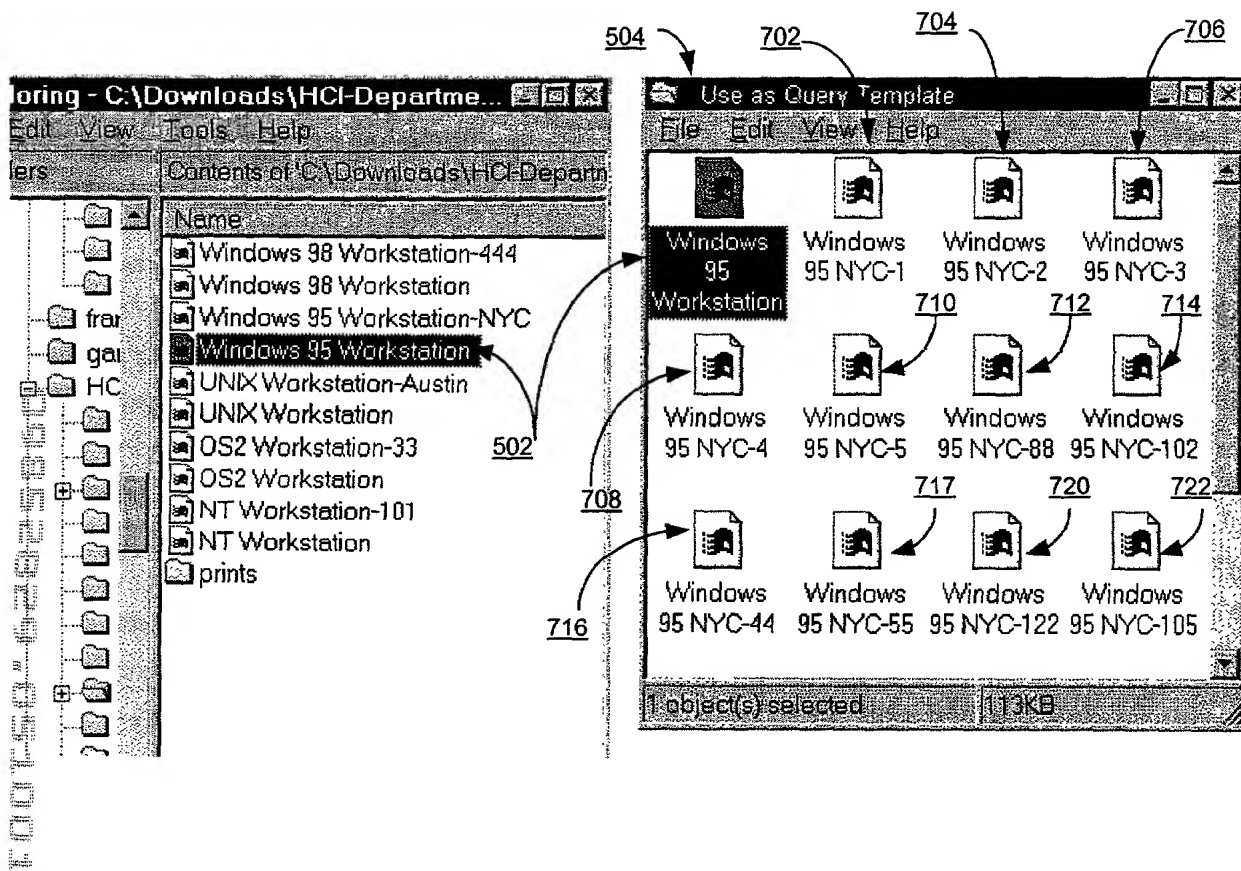 504
702
704
706
oring - C:\Downloads\HCI-Departme...
Edit View Tools Help
lers
Contents of 'C:\Downloads\HCI-Departm
Name
Windows 98 Workstation-444
Windows 98 Workstation
Windows 95 Workstation-NYC
Windows 95 Workstation
UNIX Workstation-Austin
UNIX Workstation
OS2 Workstation-33
OS2 Workstation
NT Workstation-101
NT Workstation
prints
fran
gar
HC
502
Use as Query Template
File Edit View Help
Windows
95
Workstation
Windows
95 NYC-1
Windows
95 NYC-2
Windows
95 NYC-3
710
712
714
Windows
95 NYC-4
Windows
95 NYC-5
Windows
95 NYC-88
Windows
95 NYC-102
708
717
720
722
716
Windows
95 NYC-44
Windows
95 NYC-55
Windows
95 NYC-122
Windows
95 NYC-105
1 object(s) selected
113KB